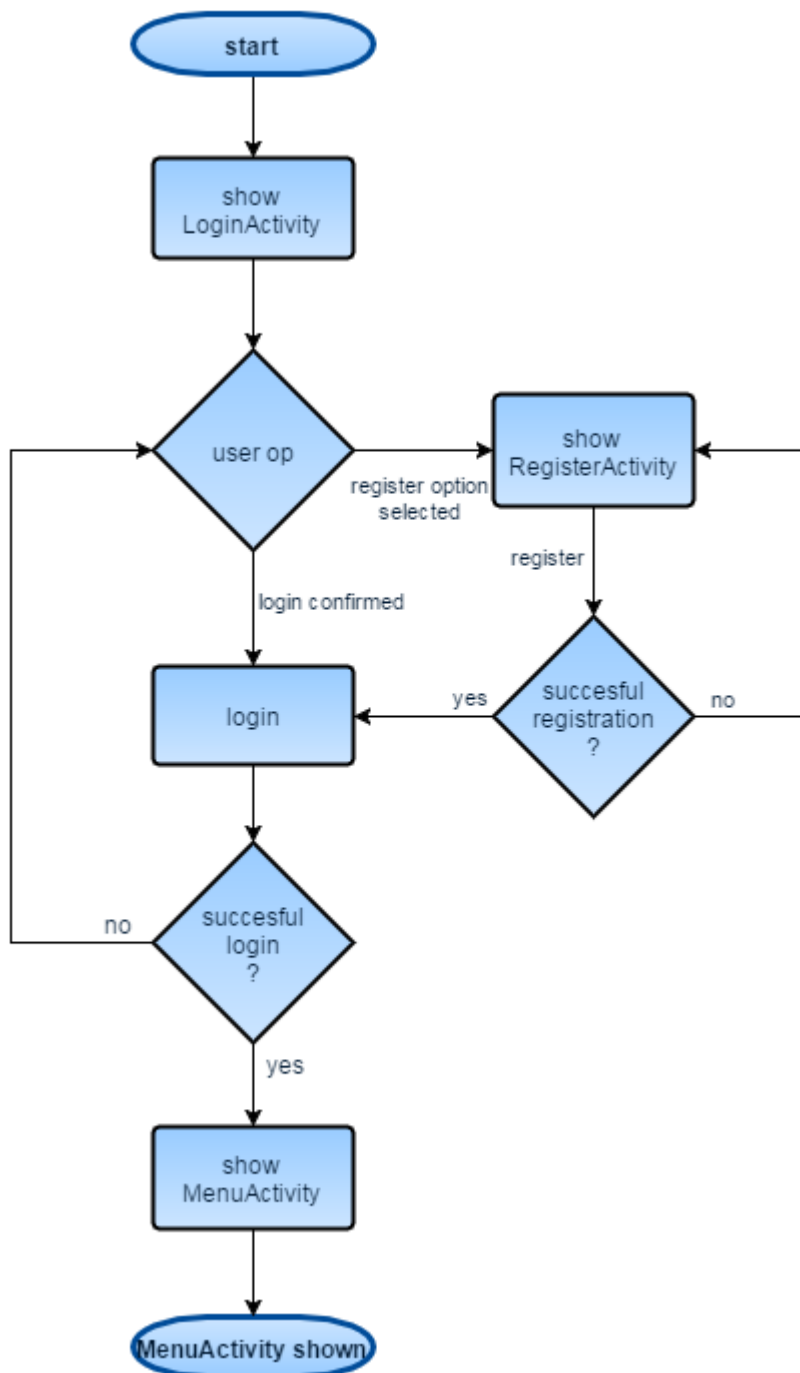 start
show
LoginActivity
user op
register option
selected
show
RegisterActivity
register
login confirmed
login
yes
succesful
registration
?
no
succesful
login
?
no
yes
show
MenuActivity
MenuActivity shown